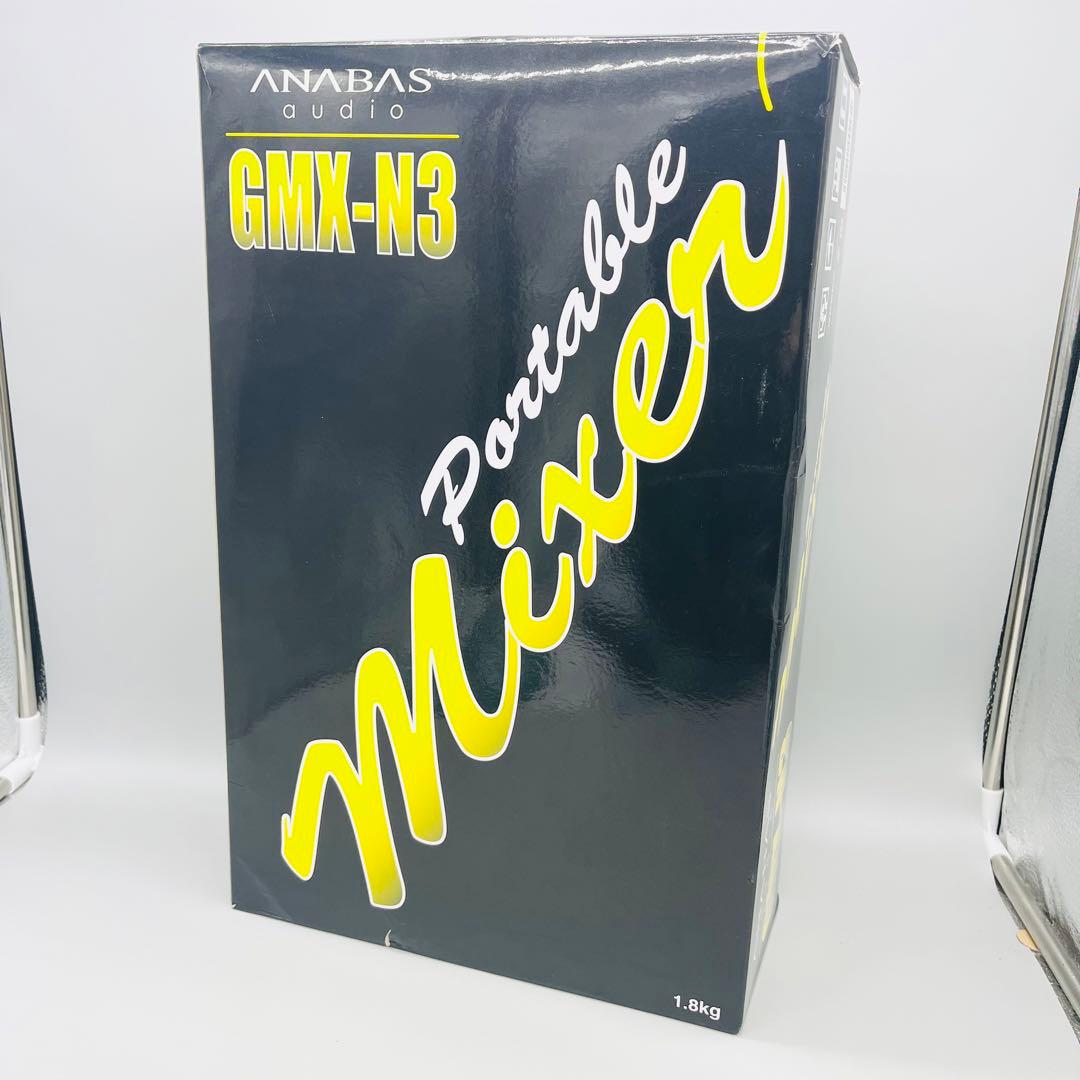 ANABAS
audio
GMX-N3
Portable
Mixer
1.8kg